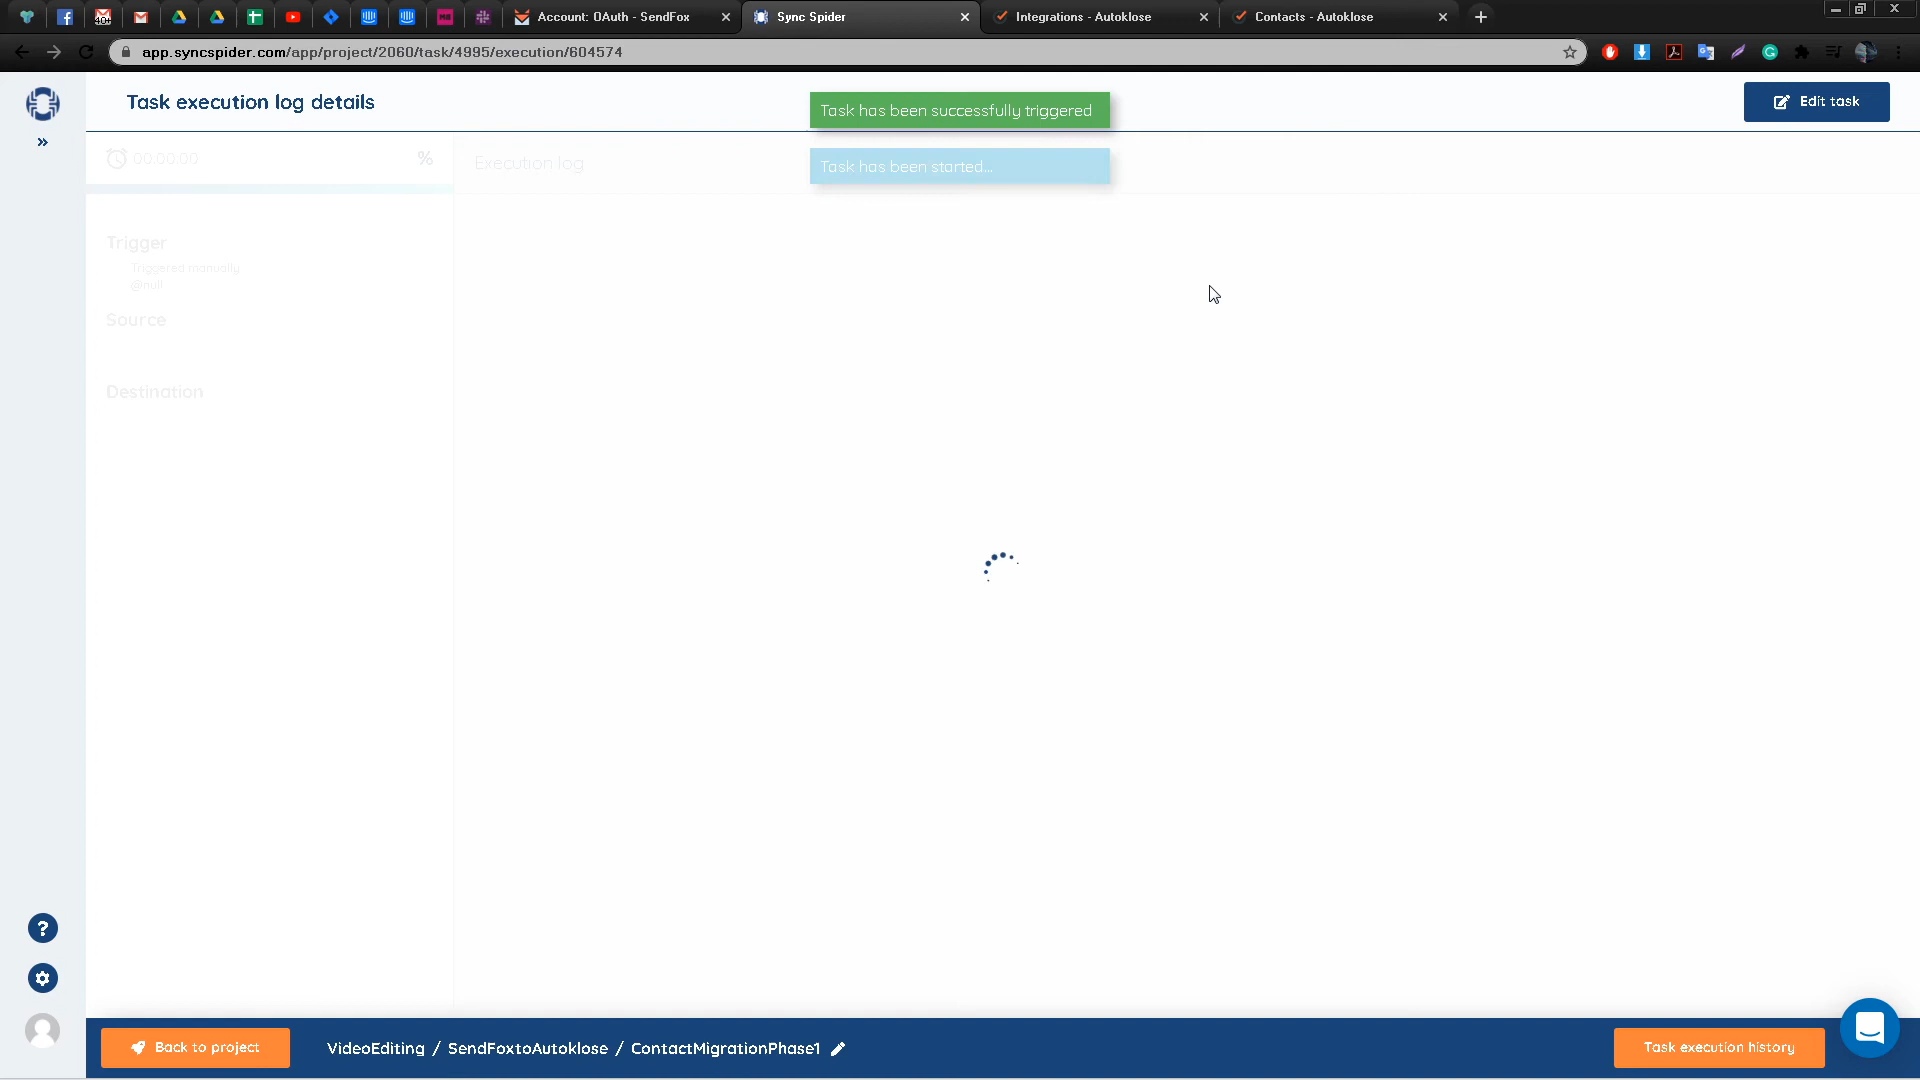 40+
Account: OAuth - SendFox
Sync Spider
Integrations - Autoklose
Contacts - Autoklose
app.syncspider.com/app/project/2060/task/4995/execution/604574
Task execution log details
Task has been successfully triggered
Edit task
00:00:00
%
Execution log
Task has been started...
Trigger
Triggered manually
@null
Source
Destination
?
Back to project
VideoEditing / SendFoxtoAutoklose / ContactMigrationPhase1
Task execution history